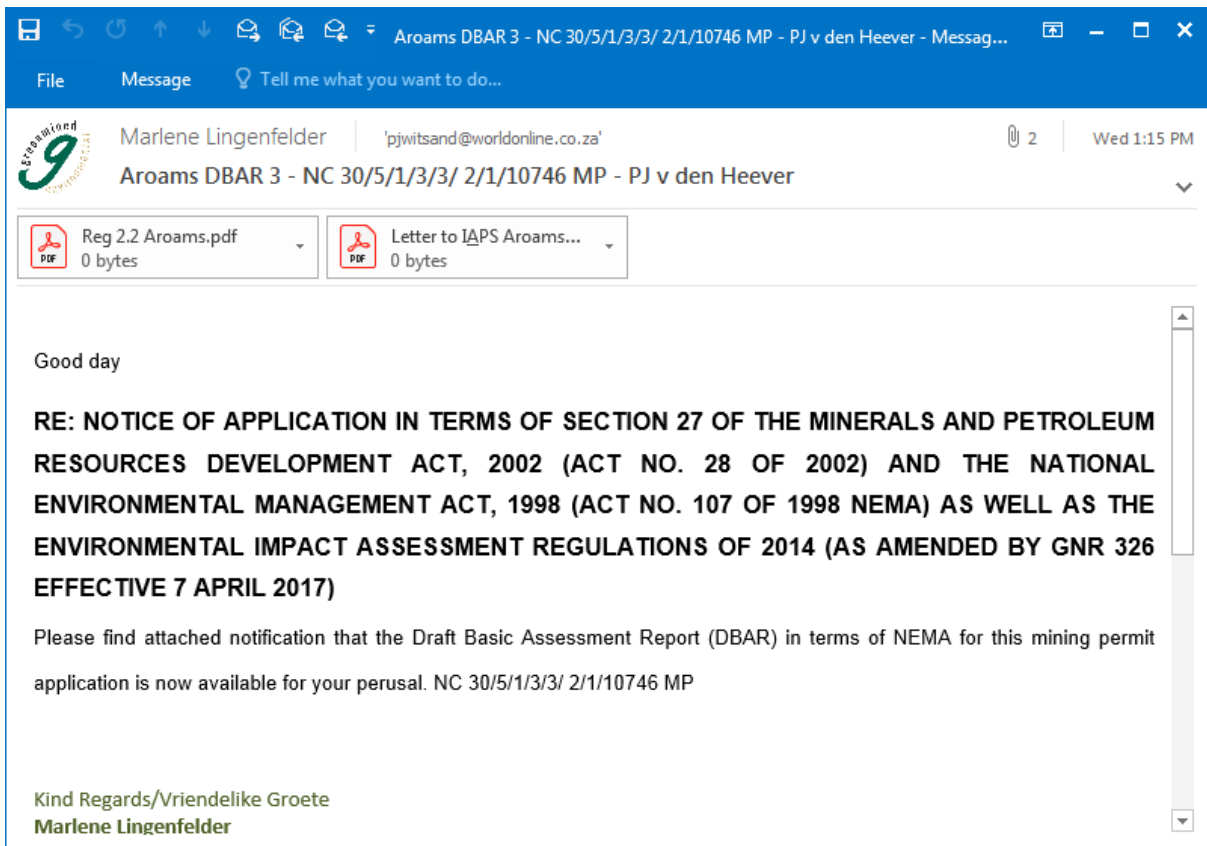 Aroams DBAR 3 - NC 30/5/1/3/3/ 2/1/10746 MP - PJ v den Heever - Messag...
File Message Tell me what you want to do...
Marlene Lingenfelder 'pjwitsand@worldonline.co.za' 2 Wed 1:15 PM
Aroams DBAR 3 - NC 30/5/1/3/3/ 2/1/10746 MP - PJ v den Heever
Reg 2.2 Aroams.pdf Letter to IAPS Aroams...
PDF 0 bytes PDF 0 bytes
Good day
RE: NOTICE OF APPLICATION IN TERMS OF SECTION 27 OF THE MINERALS AND PETROLEUM
RESOURCES DEVELOPMENT ACT, 2002 (ACT NO. 28 OF 2002) AND THE NATIONAL
ENVIRONMENTAL MANAGEMENT ACT, 1998 (ACT NO. 107 OF 1998 NEMA) AS WELL AS THE
ENVIRONMENTAL IMPACT ASSESSMENT REGULATIONS OF 2014 (AS AMENDED BY GNR 326
EFFECTIVE 7 APRIL 2017)
Please find attached notification that the Draft Basic Assessment Report (DBAR) in terms of NEMA for this mining permit
application is now available for your perusal. NC 30/5/1/3/3/ 2/1/10746 MP
Kind Regards/Vriendelike Groete
Marlene Lingenfelder